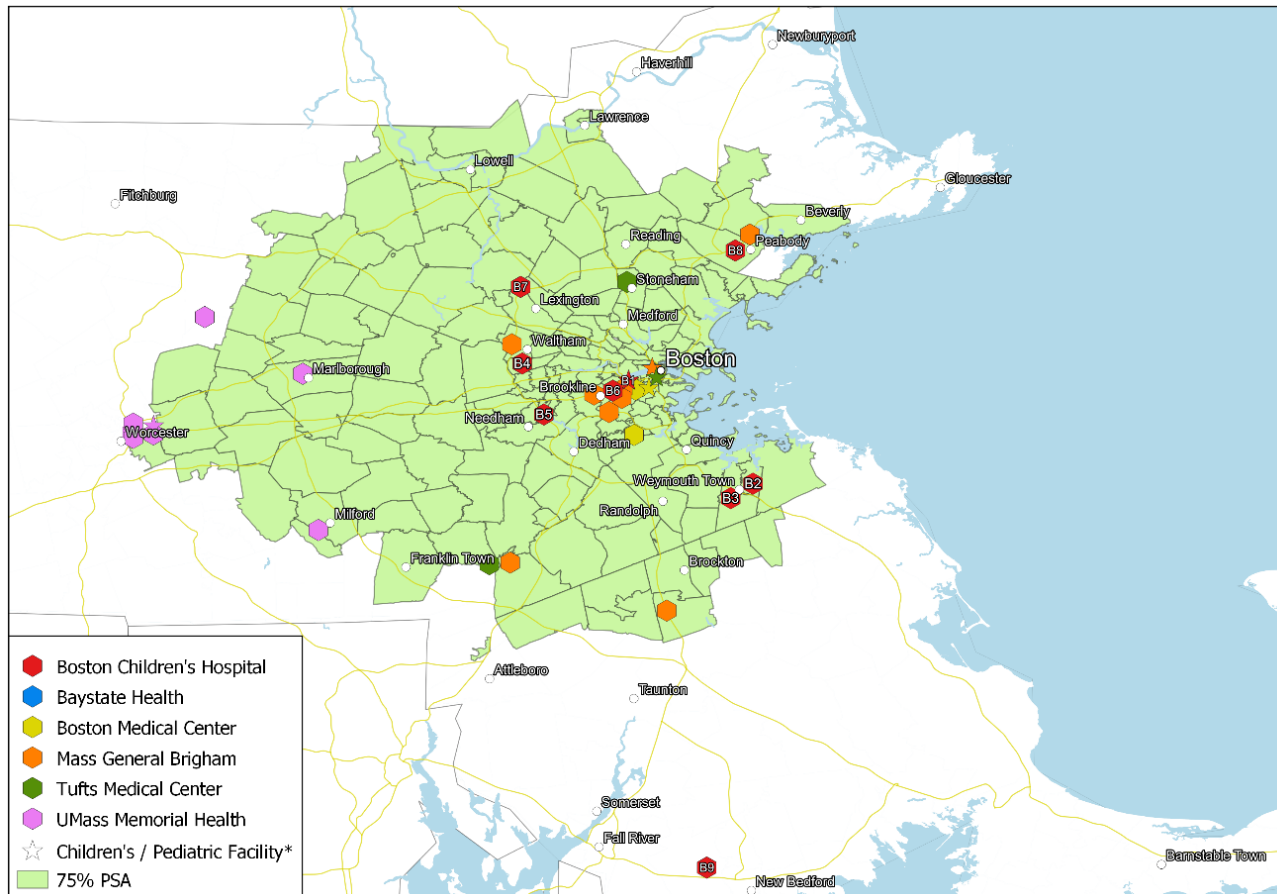 Newburyport
Haverhill
Lawrence
Lowell
Gloucester
Fitchburg
Beverly
Reading
Peabody
B8
Stoneham
B7
Lexington
Medford
Waltham
Boston
B4
Marlborough
B1
Brookline
B6
B5
Needham
Worcester
Dedham
Quincy
Weymouth Town
B2
B3
Randolph
Milford
Franklin Town
Brockton
Attleboro
Taunton
Somerset
Fall River
B9
New Bedford
Barnstable Town
Boston Children's Hospital
Baystate Health
Boston Medical Center
Mass General Brigham
Tufts Medical Center
UMass Memorial Health
Children's / Pediatric Facility*
75% PSA